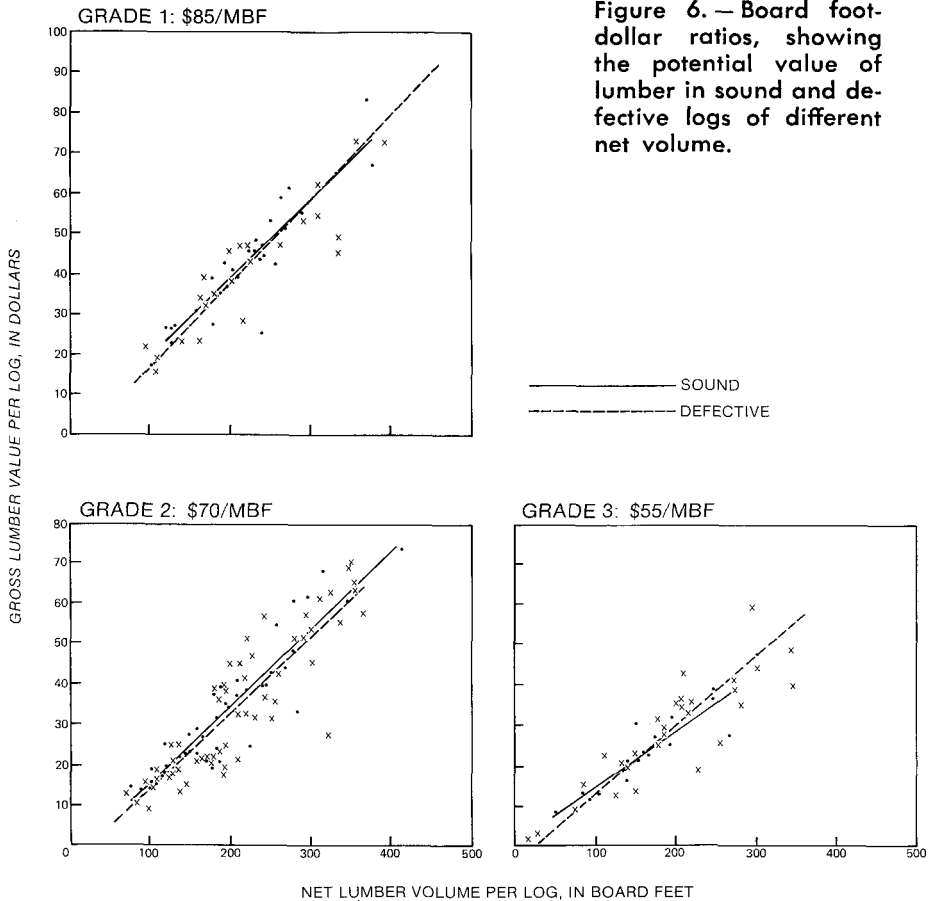 GRADE 1: $85/MBF
Figure 6. — Board foot-
dollar ratios, showing
the potential value of
lumber in sound and de-
fective logs of different
net volume.
100
90
80
70
60
50
40
30
20
10
0
SOUND
DEFECTIVE
GROSS LUMBER VALUE PER LOG, IN DOLLARS
GRADE 2: $70/MBF
80
70
60
50
40
30
20
10
0 100 200 300 400 500
GRADE 3: $55/MBF
0 100 200 300 400 500
NET LUMBER VOLUME PER LOG, IN BOARD FEET